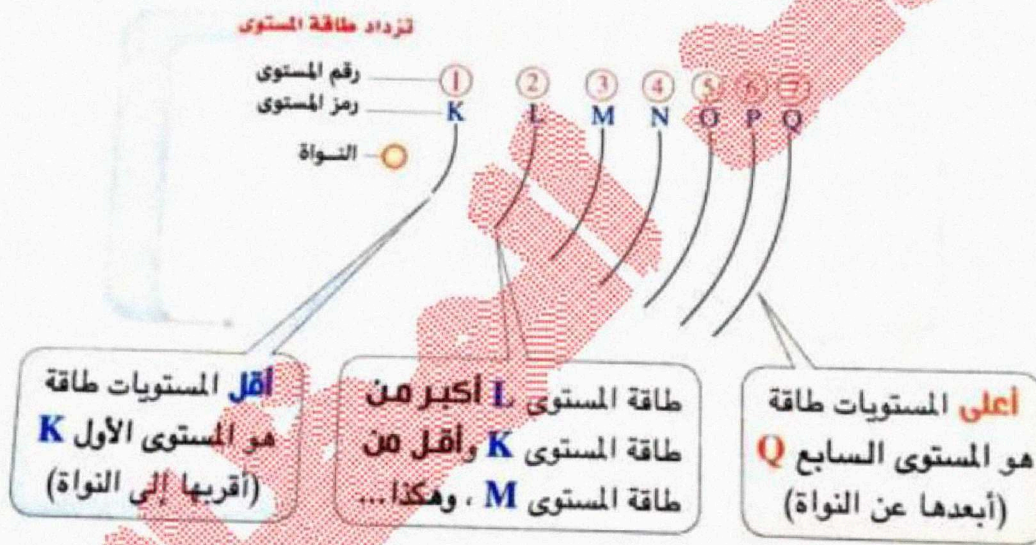 تزداد طاقة المستوى
رقم المستوى 1 2 3 4 5 6 7
رمز المستوى K L M N O P Q
النـواة
أقل المستويات طاقة
هو المستوى الأول K
(أقربها إلى النواة)
طاقة المستوى L أكبر من
طاقة المستوى K وأقل من
طاقة المستوى M ، وهكذا...
أعلى المستويات طاقة
هو المستوى السابع Q
(أبعدها عن النواة)